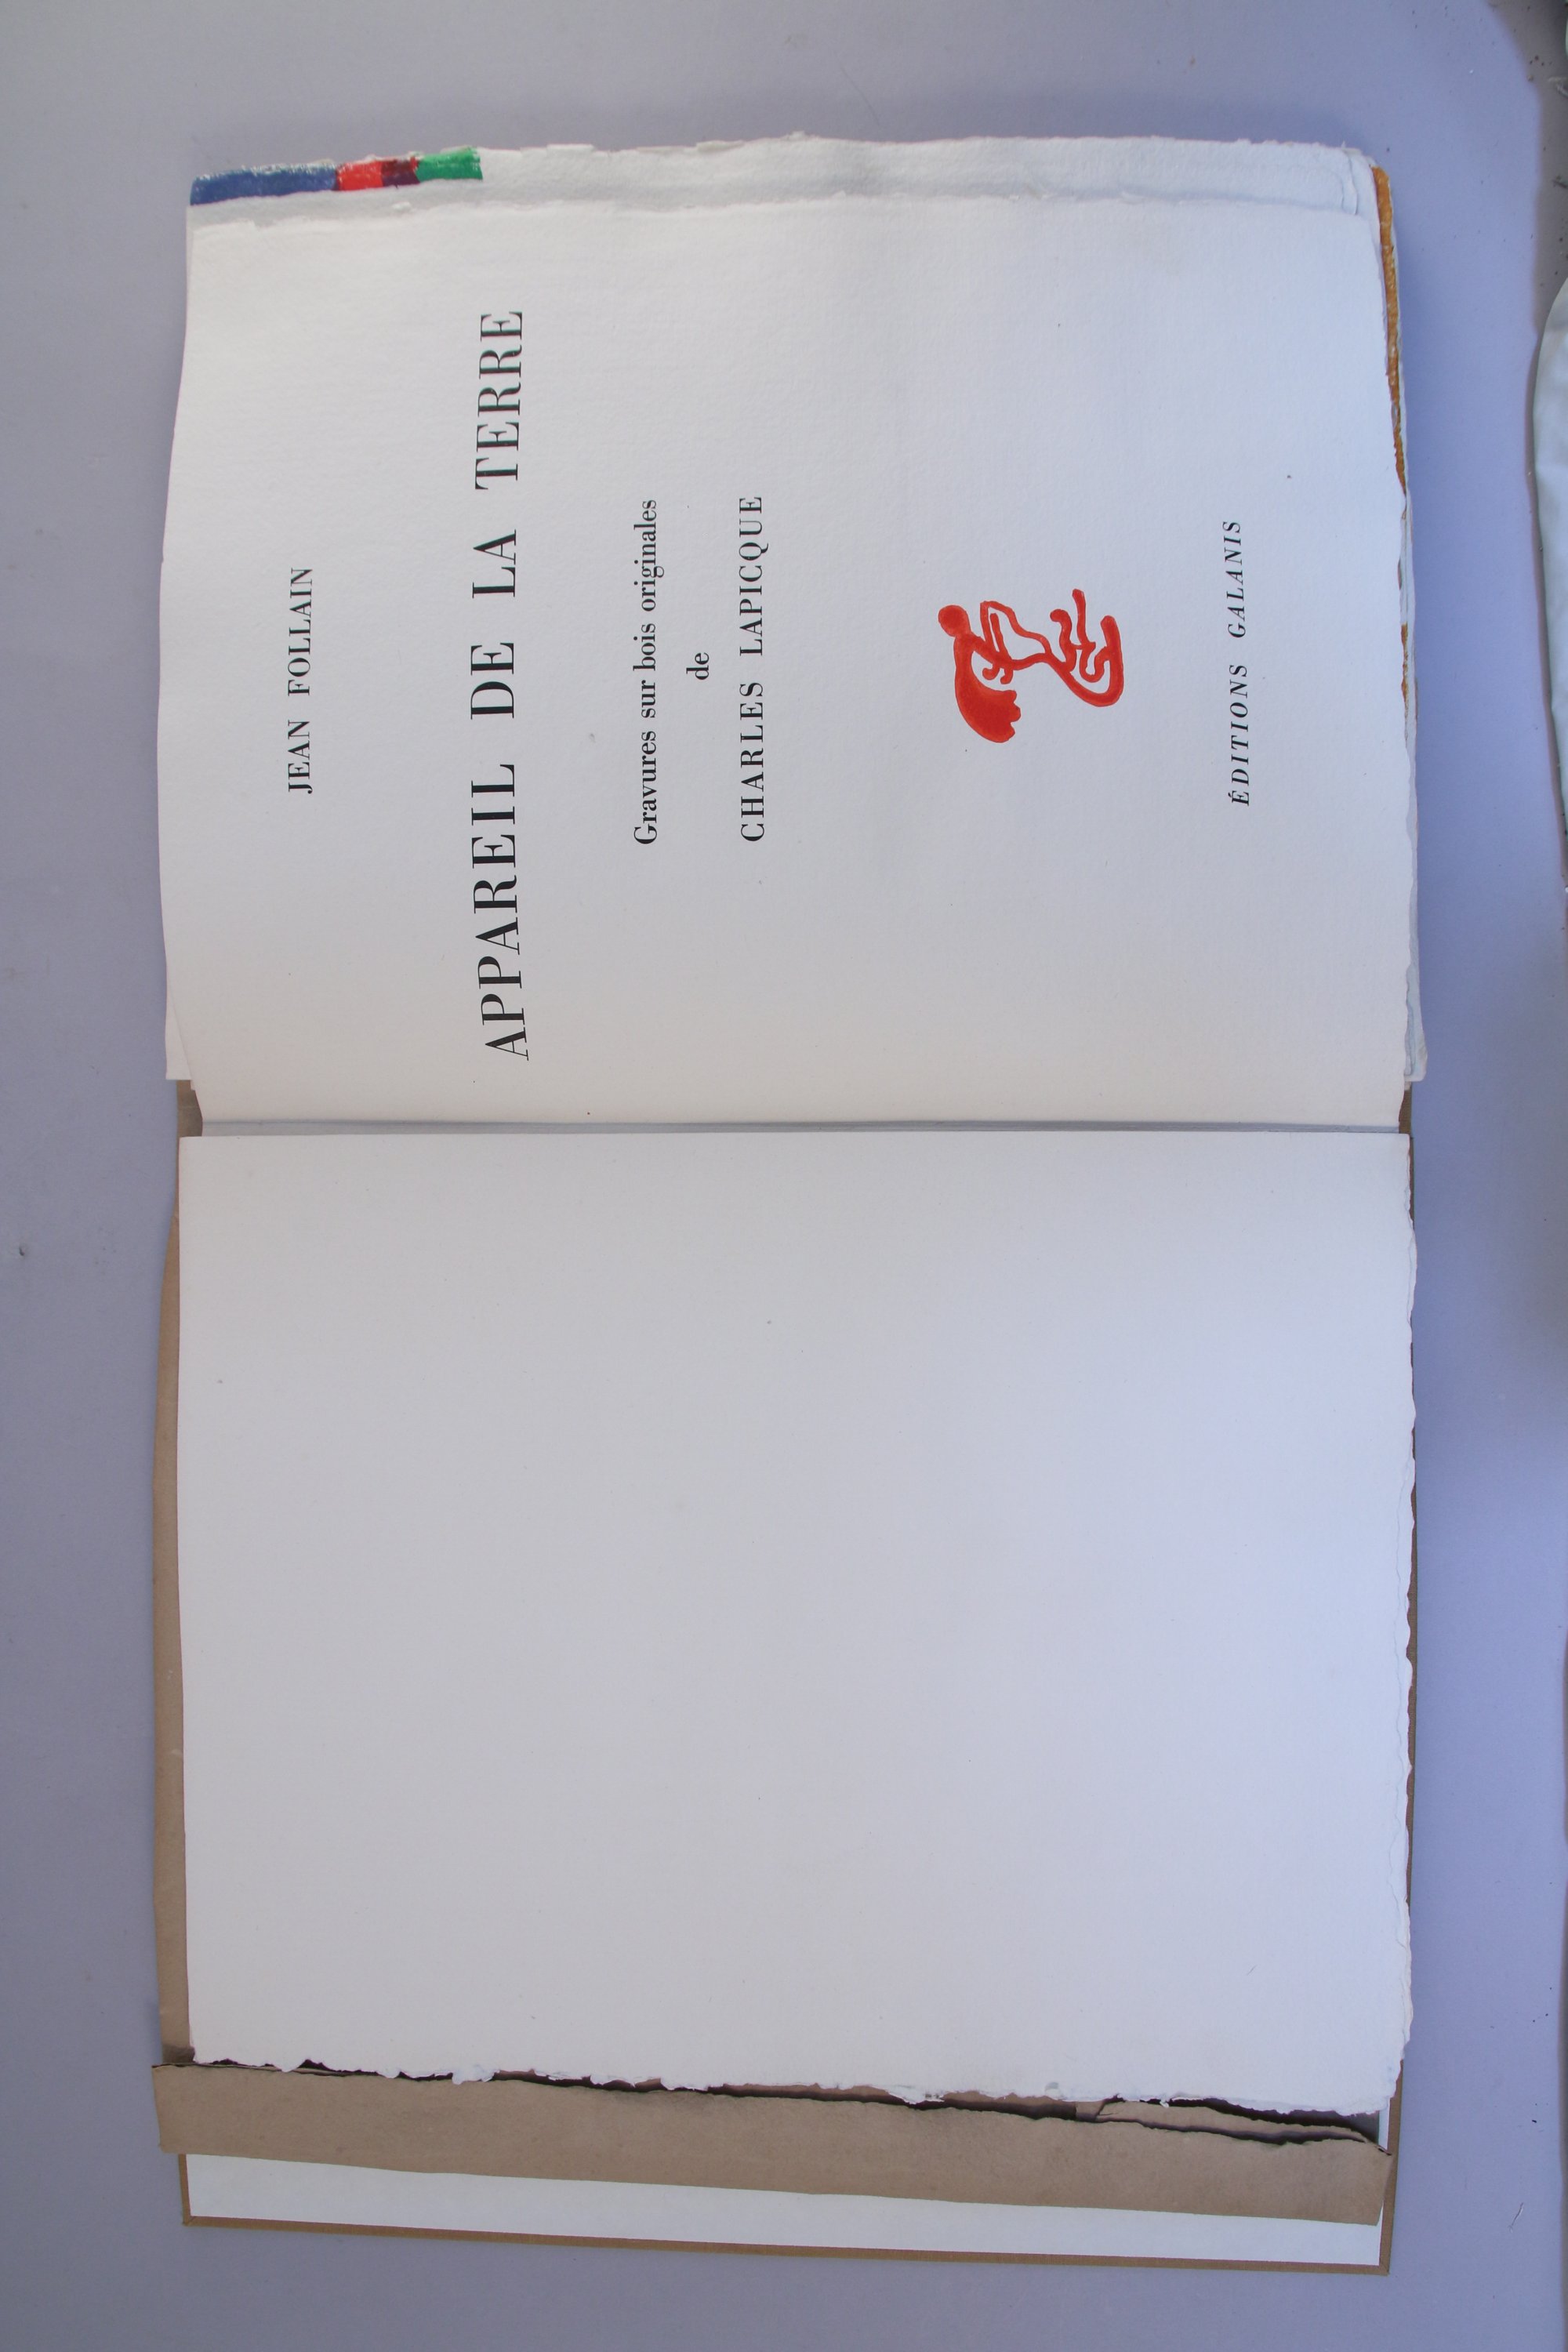 JEAN FOLLAIN
APPAREIL DE LA TERRE
Gravures sur bois originales
de
CHARLES LAPICQUE
ÉDITIONS GALANIS